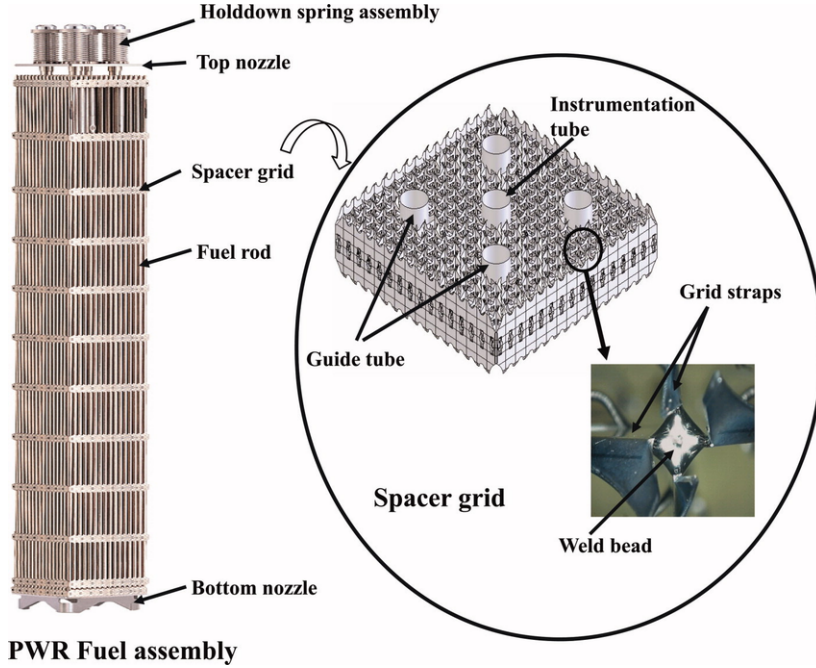 Holddown spring assembly
Top nozzle
Spacer grid
Fuel rod
Bottom nozzle
PWR Fuel assembly
Instrumentation
tube
Guide tube
Grid straps
Weld bead
Spacer grid